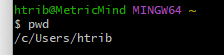 htrib@MetricMind MINGW64 ~
$ pwd
/c/Users/htrib